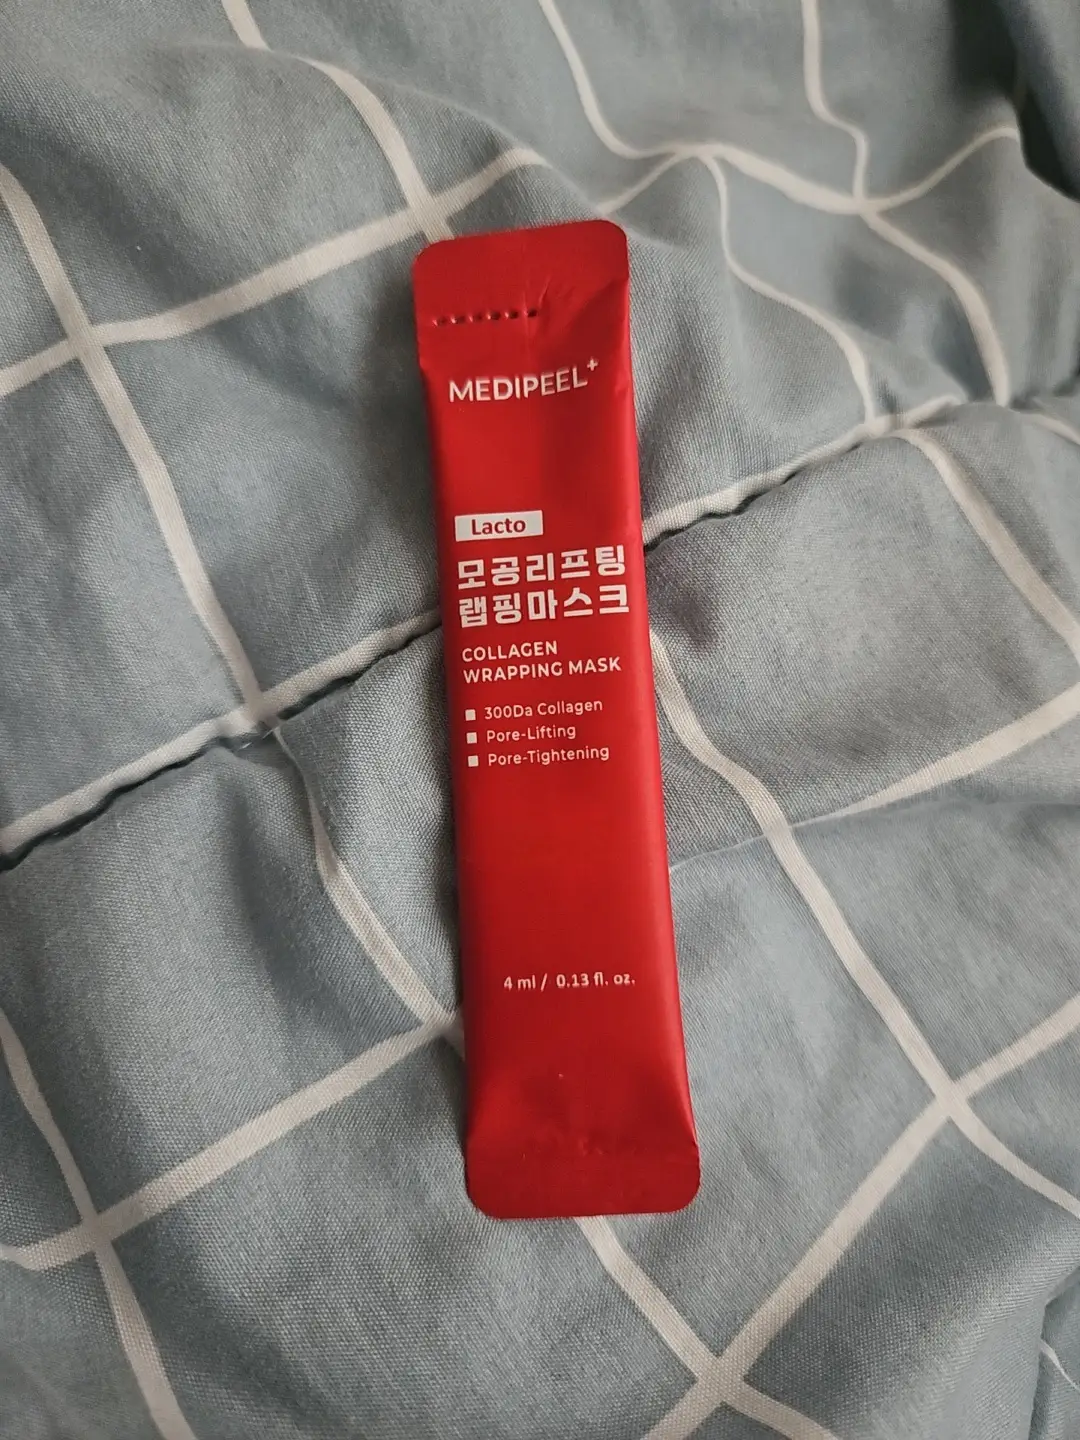 MEDIPEEL+
Lacto
모공리프팅
랩핑마스크
COLLAGEN
WRAPPING MASK
■ 300Da Collagen
■ Pore-Lifting
■ Pore-Tightening
4 ml / 0.13 fl. oz.